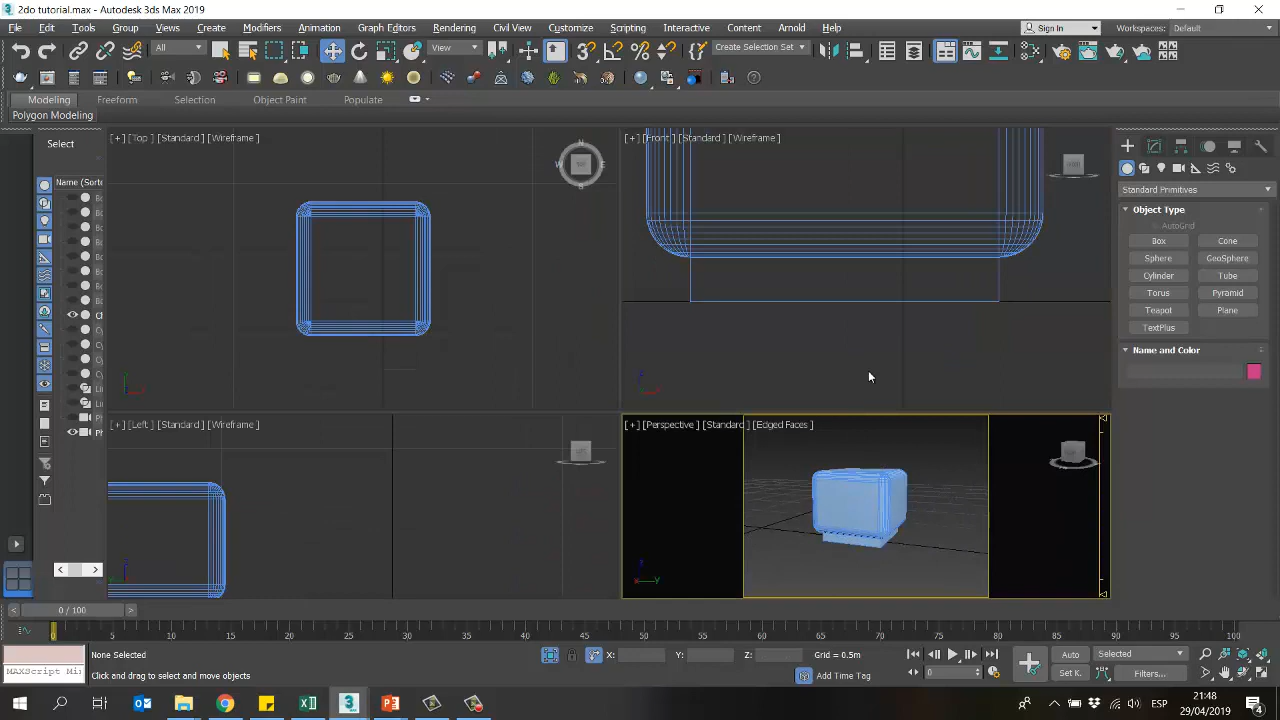 2do tutorial.max - Autodesk 3ds Max 2019
File Edit Tools Group Views Create Modifiers Animation Graph Editors Rendering Civil View Customize Scripting Interactive Content Arnold Sign In Workspaces: Default
All View Create Selection Set
Modeling Freeform Selection Object Paint Populate
Polygon Modeling
Select
Name (Sorte
[+] [Top ] [Standard ] [Wireframe ]
[+] [Front ] [Standard ] [Wireframe ]
[+] [Left ] [Standard ] [Wireframe ]
[+] [Perspective ] [Standard ] [Edged Faces ]
Standard Primitives
Object Type
AutoGrid
Box Cone
Sphere GeoSphere
Cylinder Tube
Torus Pyramid
Teapot Plane
TextPlus
Name and Color
0 / 100
0 5 10 15 20 25 30 35 40 45 50 55 60 65 70 75 80 85 90 95 100
None Selected X: Y: Z: Grid = 0.5m Auto Selected
MAXScript Mi Click and drag to select and move objects Add Time Tag 0 Set K. Filters...
ESP 21:48
29/04/2019